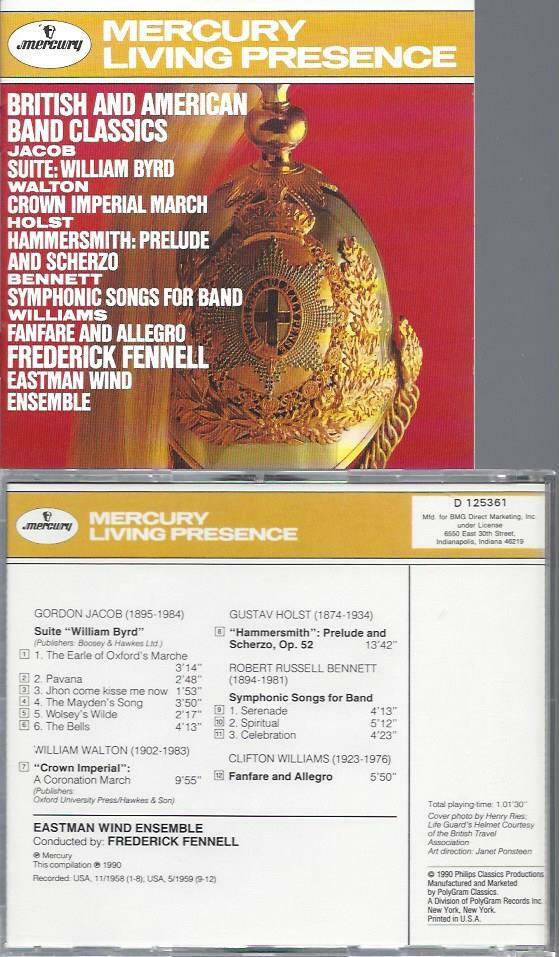 mercury
MERCURY
LIVING PRESENCE
BRITISH AND AMERICAN
BAND CLASSICS
JACOB
SUITE: WILLIAM BYRD
WALTON
CROWN IMPERIAL MARCH
HOLST
HAMMERSMITH: PRELUDE
AND SCHERZO
BENNETT
SYMPHONIC SONGS FOR BAND
WILLIAMS
FANFARE AND ALLEGRO
FREDERICK FENNELL
EASTMAN WIND
ENSEMBLE
mercury
MERCURY
LIVING PRESENCE
D 125361
Mfd. for BMG Direct Marketing, Inc.
under License
6550 East 30th Street,
Indianapolis, Indiana 46219
GORDON JACOB (1895-1984)
Suite "William Byrd"
(Publishers: Boosey & Hawkes Ltd.)
1 1. The Earle of Oxford's Marche
3'14"
2 2. Pavana 2'48"
3 3. Jhon come kisse me now 1'53"
4 4. The Mayden's Song 3'50"
5 5. Wolsey's Wilde 2'17"
6 6. The Bells 4'13"
WILLIAM WALTON (1902-1983)
7 "Crown Imperial":
A Coronation March 9'55"
(Publishers:
Oxford University Press/Hawkes & Son)
GUSTAV HOLST (1874-1934)
8 "Hammersmith": Prelude and
Scherzo, Op. 52 13'42"
ROBERT RUSSELL BENNETT
(1894-1981)
Symphonic Songs for Band
9 1. Serenade 4'13"
10 2. Spiritual 5'12"
11 3. Celebration 4'23"
CLIFTON WILLIAMS (1923-1976)
12 Fanfare and Allegro 5'50"
EASTMAN WIND ENSEMBLE
Conducted by: FREDERICK FENNELL
℗ Mercury
This compilation ℗ 1990
Recorded: USA, 11/1958 (1-8); USA, 5/1959 (9-12)
Total playing-time: 1.01'30"
Cover photo by Henry Ries;
Life Guard's Helmet Courtesy
of the British Travel
Association
Art direction: Janet Ponsteen
© 1990 Philips Classics Productions
Manufactured and Marketed
by PolyGram Classics.
A Division of PolyGram Records Inc.
New York, New York.
Printed in U.S.A.